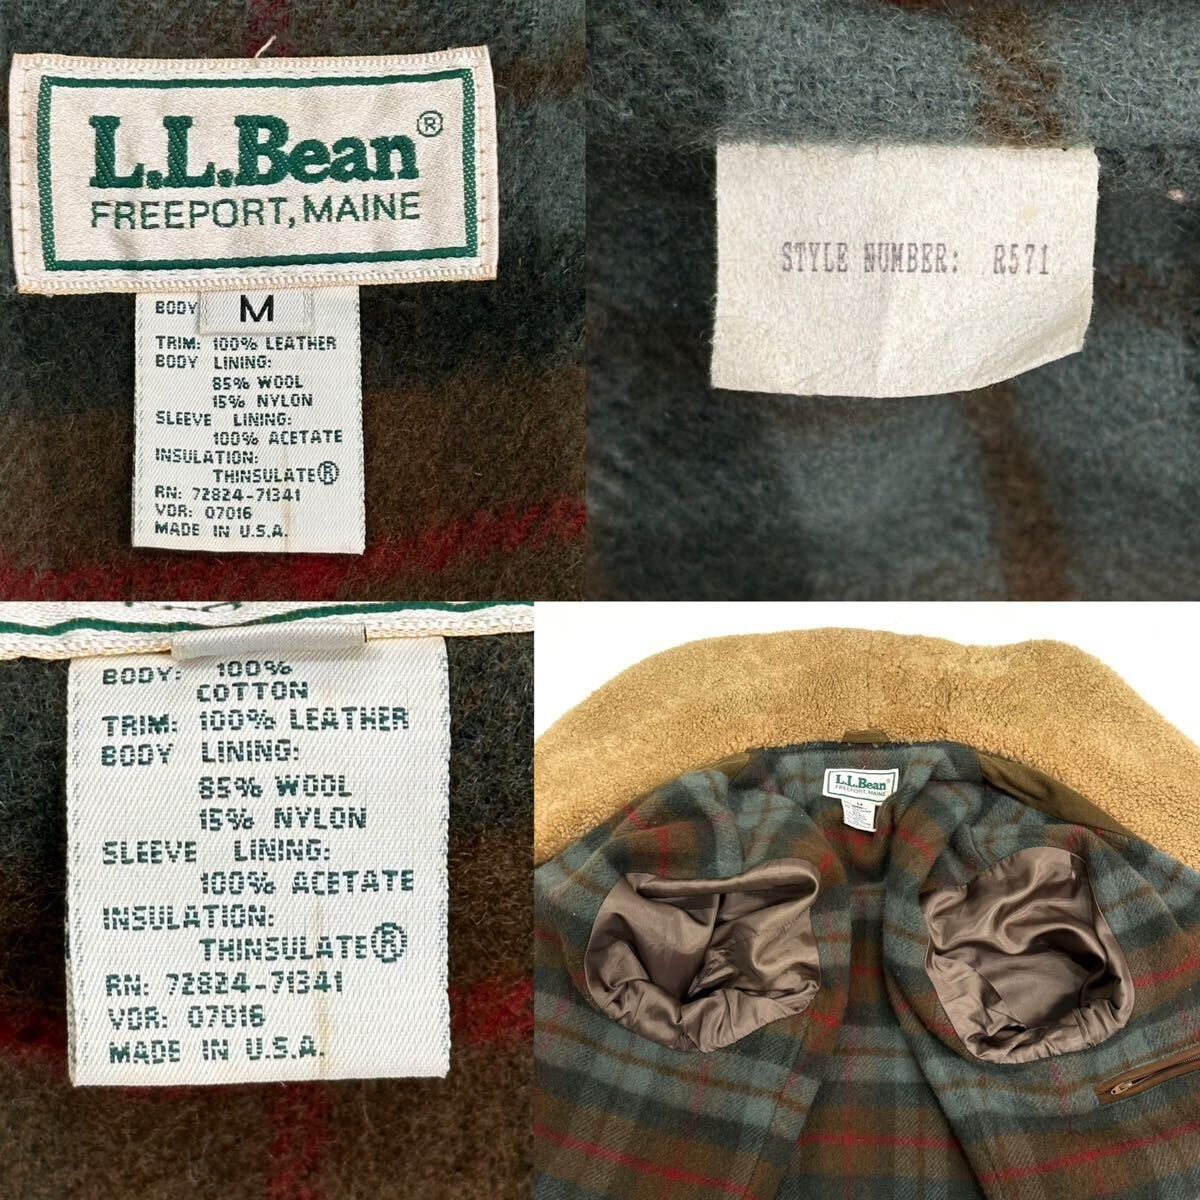 L.L.Bean®
FREEPORT, MAINE
BODY
M
TRIM: 100% LEATHER
BODY LINING:
85% WOOL
15% NYLON
SLEEVE LINING:
100% ACETATE
INSULATION:
THINSULATE®
RN: 72824-71341
VDR: 07016
MADE IN U.S.A.
STYLE NUMBER: R571
BODY: 100%
COTTON
TRIM: 100% LEATHER
BODY LINING:
85% WOOL
15% NYLON
SLEEVE LINING:
100% ACETATE
INSULATION:
THINSULATE®
RN: 72824-71341
VDR: 07016
MADE IN U.S.A.
L.L.Bean®
FREEPORT, MAINE